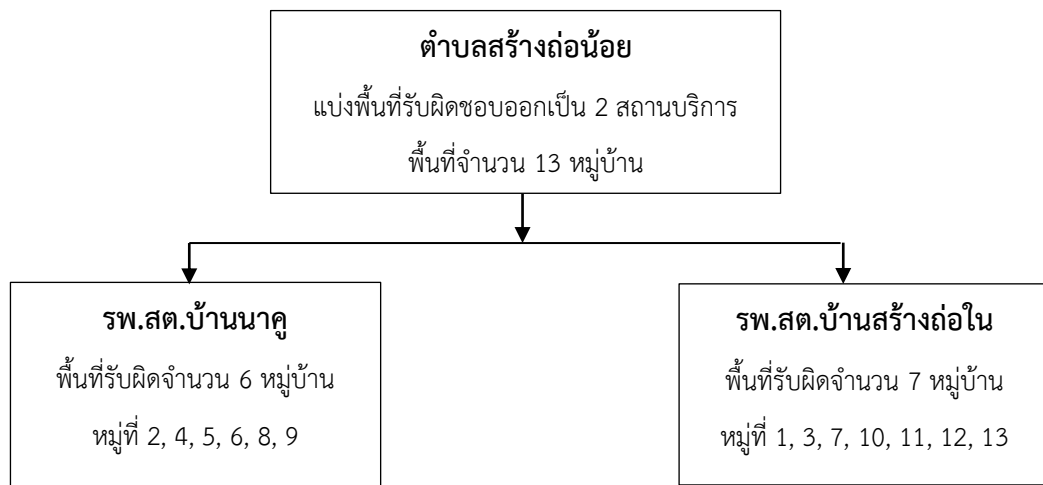 ตำบลสร้างถ่อน้อย
แบ่งพื้นที่รับผิดชอบออกเป็น 2 สถานบริการ
พื้นที่จำนวน 13 หมู่บ้าน
รพ.สต.บ้านนาคู
พื้นที่รับผิดจำนวน 6 หมู่บ้าน
หมู่ที่ 2, 4, 5, 6, 8, 9
รพ.สต.บ้านสร้างถ่อใน
พื้นที่รับผิดจำนวน 7 หมู่บ้าน
หมู่ที่ 1, 3, 7, 10, 11, 12, 13